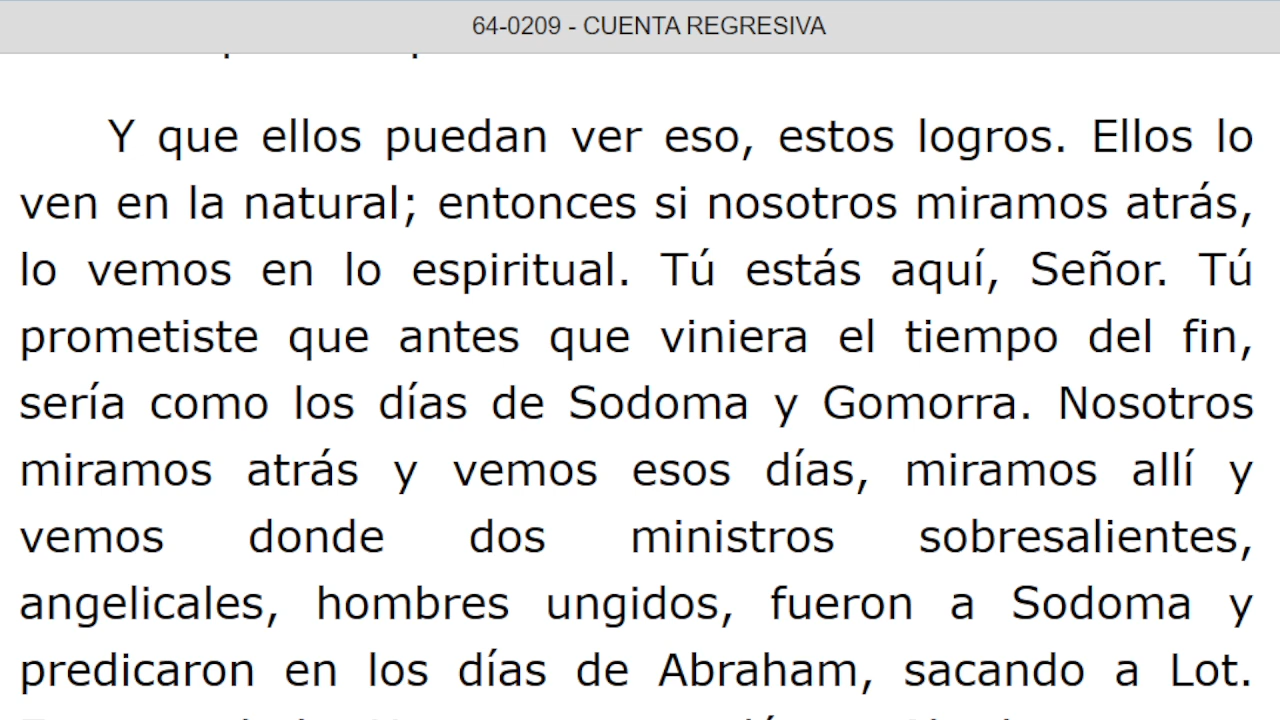 64-0209 - CUENTA REGRESIVA
Y que ellos puedan ver eso, estos logros. Ellos lo
ven en la natural; entonces si nosotros miramos atrás,
lo vemos en lo espiritual. Tú estás aquí, Señor. Tú
prometiste que antes que viniera el tiempo del fin,
sería como los días de Sodoma y Gomorra. Nosotros
miramos atrás y vemos esos días, miramos allí y
vemos donde dos ministros sobresalientes,
angelicales, hombres ungidos, fueron a Sodoma y
predicaron en los días de Abraham, sacando a Lot.